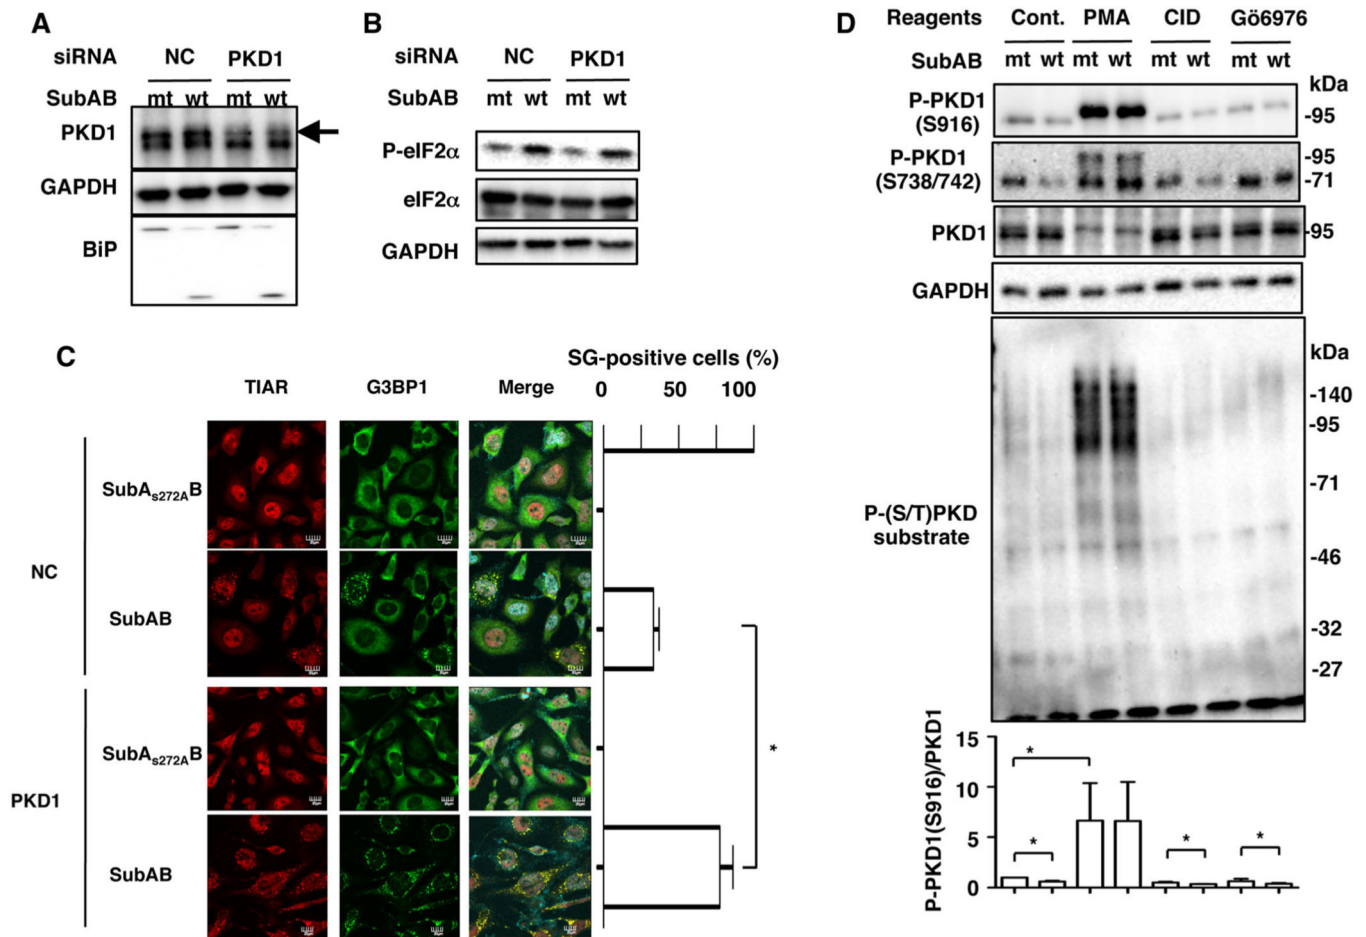 A
siRNA NC PKD1
SubAB mt wt mt wt
PKD1
GAPDH
BiP
B
siRNA NC PKD1
SubAB mt wt mt wt
P-eIF2α
eIF2α
GAPDH
C
SG-positive cells (%)
TIAR G3BP1 Merge 0 50 100
NC
SubAs272AB
SubAB
PKD1
SubAs272AB
SubAB
*
D
Reagents Cont. PMA CID Gö6976
SubAB mt wt mt wt mt wt mt wt
kDa
P-PKD1
(S916)
-95
P-PKD1
(S738/742)
-95
-71
PKD1
-95
GAPDH
kDa
-140
-95
-71
P-(S/T)PKD
substrate
-46
-32
-27
P-PKD1(S916)/PKD1
15
10
5
0
* * * *